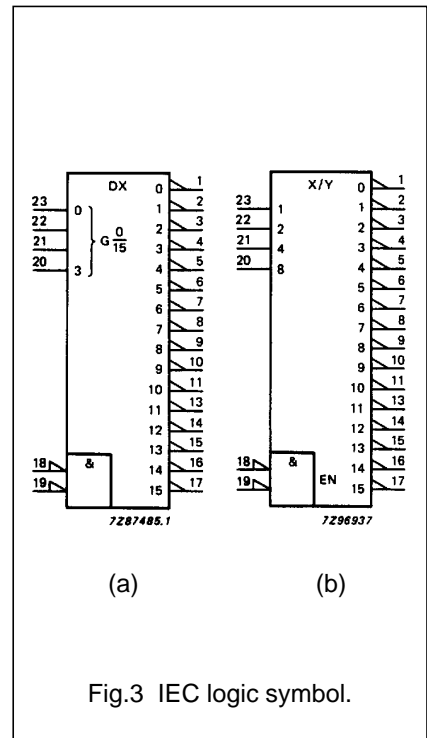 DX
0 1
23 0 1 2
22 2 3
21 G 0/15 3 4
20 3 4 5
5 6
6 7
7 8
8 9
9 10
10 11
11 13
12 14
13 15
18 & 14 16
19 15 17
7Z87485.1
(a)
X/Y
0 1
23 1 1 2
22 2 2 3
21 4 3 4
20 8 4 5
5 6
6 7
7 8
8 9
9 10
10 11
11 13
12 14
13 15
18 & 14 16
19 EN 15 17
7Z96937
(b)
Fig.3 IEC logic symbol.